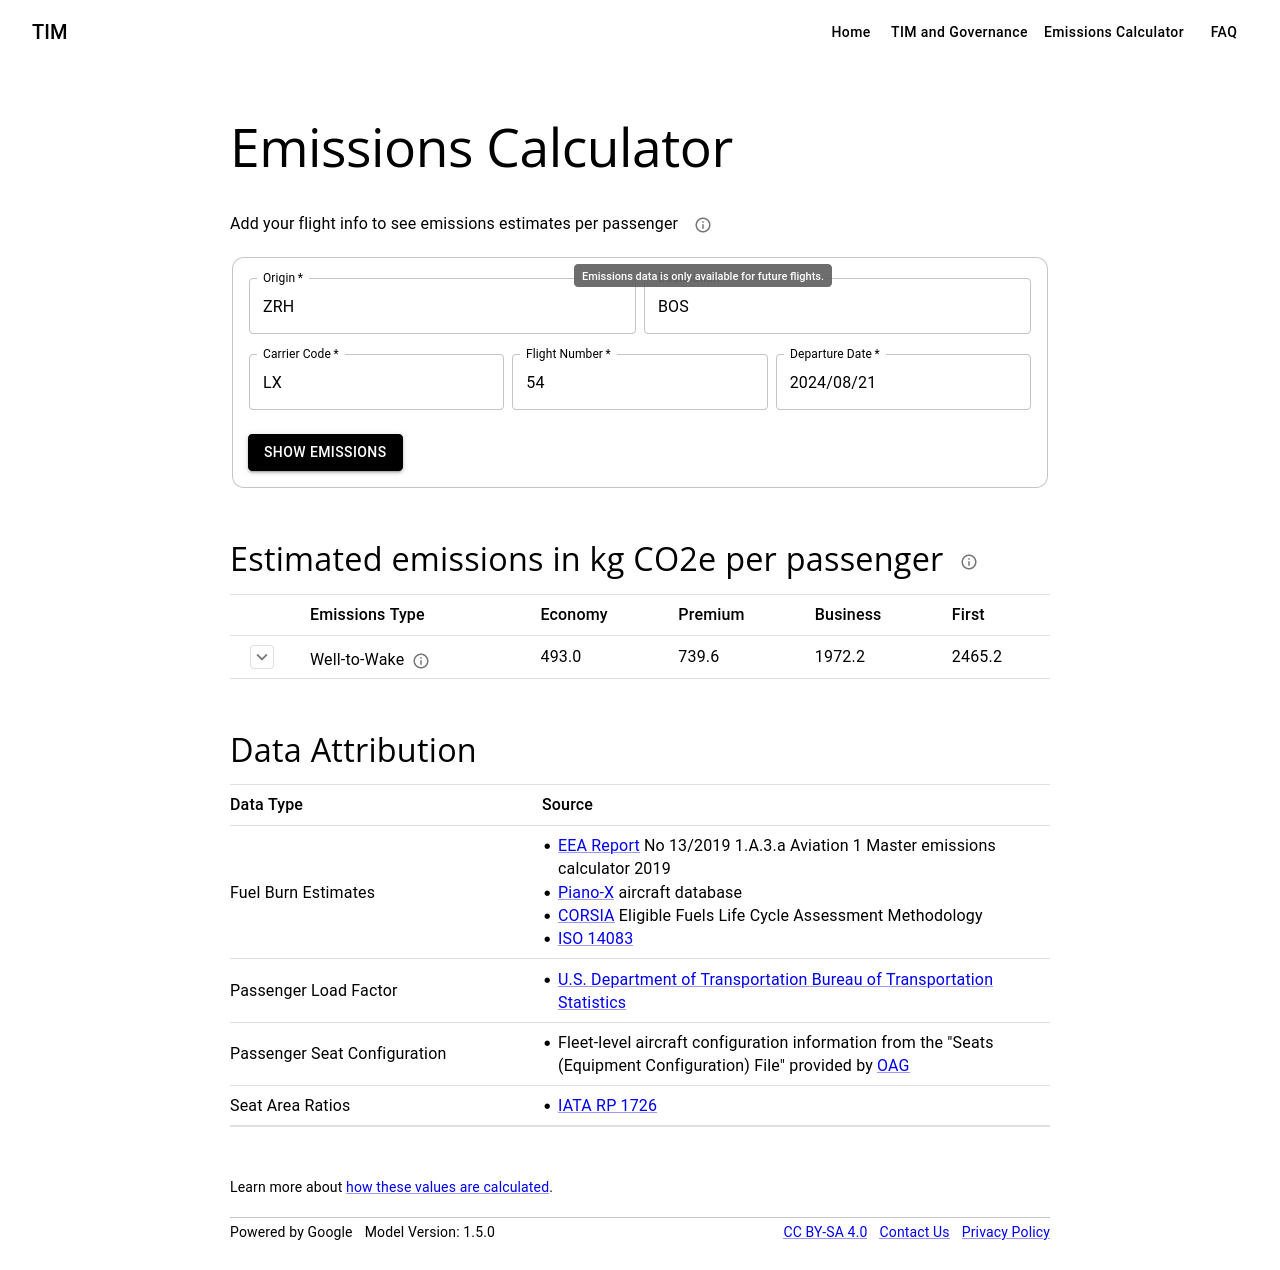 TIM
Home TIM and Governance Emissions Calculator FAQ
Emissions Calculator
Add your flight info to see emissions estimates per passenger
Emissions data is only available for future flights.
Origin *
ZRH
BOS
Carrier Code * Flight Number * Departure Date *
LX 54 2024/08/21
SHOW EMISSIONS
Estimated emissions in kg CO2e per passenger
Emissions Type Economy Premium Business First
Well-to-Wake 493.0 739.6 1972.2 2465.2
Data Attribution
Data Type Source
Fuel Burn Estimates
• EEA Report No 13/2019 1.A.3.a Aviation 1 Master emissions
calculator 2019
• Piano-X aircraft database
• CORSIA Eligible Fuels Life Cycle Assessment Methodology
• ISO 14083
Passenger Load Factor
• U.S. Department of Transportation Bureau of Transportation
Statistics
Passenger Seat Configuration
• Fleet-level aircraft configuration information from the "Seats
(Equipment Configuration) File" provided by OAG
Seat Area Ratios
• IATA RP 1726
Learn more about how these values are calculated.
Powered by Google Model Version: 1.5.0 CC BY-SA 4.0 Contact Us Privacy Policy